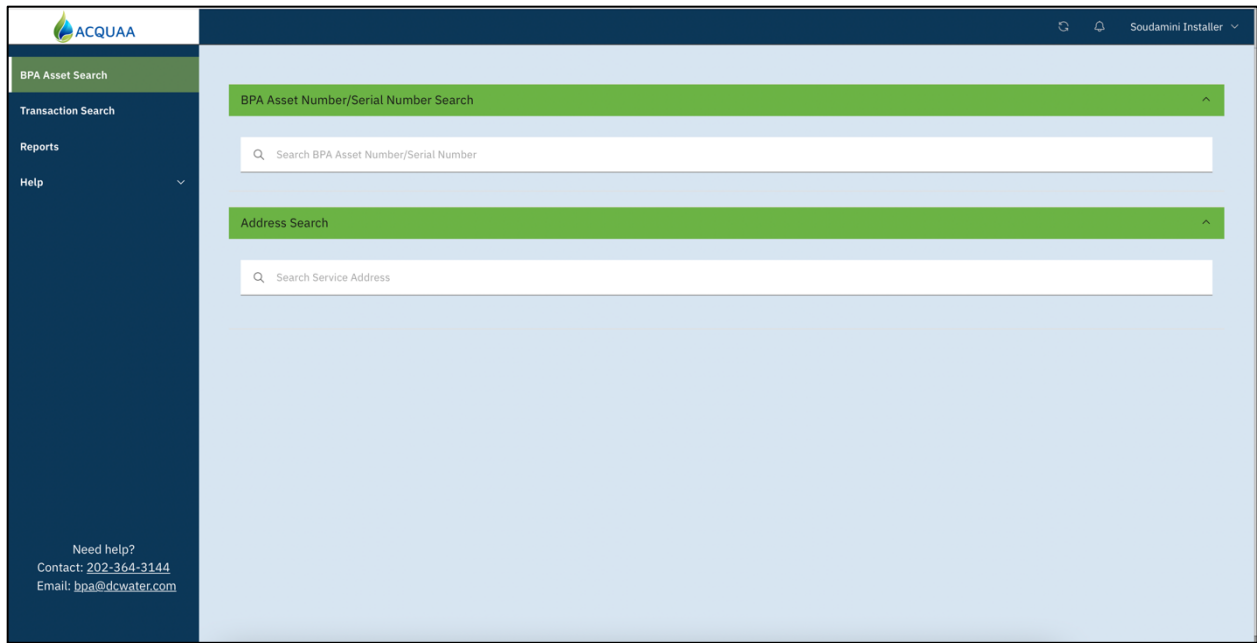 ACQUAA
Soudamini Installer
BPA Asset Search
Transaction Search
Reports
Help
BPA Asset Number/Serial Number Search
Search BPA Asset Number/Serial Number
Address Search
Search Service Address
Need help?
Contact: 202-364-3144
Email: bpa@dcwater.com